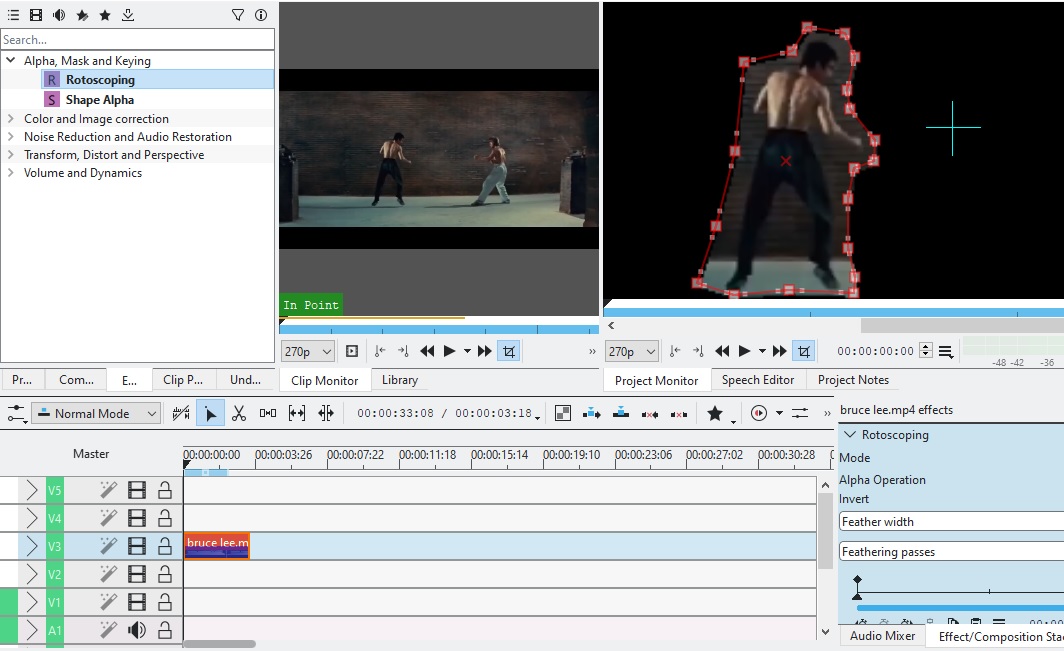 Search...
Alpha, Mask and Keying
R Rotoscoping
S Shape Alpha
Color and Image correction
Noise Reduction and Audio Restoration
Transform, Distort and Perspective
Volume and Dynamics
In Point
270p
270p
00:00:00:00
-48 -42 -36
Pr... Com... E... Clip P... Und...
Clip Monitor Library
Project Monitor Speech Editor Project Notes
Normal Mode 00:00:33:08 / 00:00:03:18
bruce lee.mp4 effects
Rotoscoping
Mode
Alpha Operation
Invert
Feather width
Feathering passes
Master
00:00:00:00 00:00:03:26 00:00:07:22 00:00:11:18 00:00:15:14 00:00:19:10 00:00:23:06 00:00:27:02 00:00:30:28
V5
V4
V3 bruce lee.m
V2
V1
A1
Audio Mixer Effect/Composition Stac